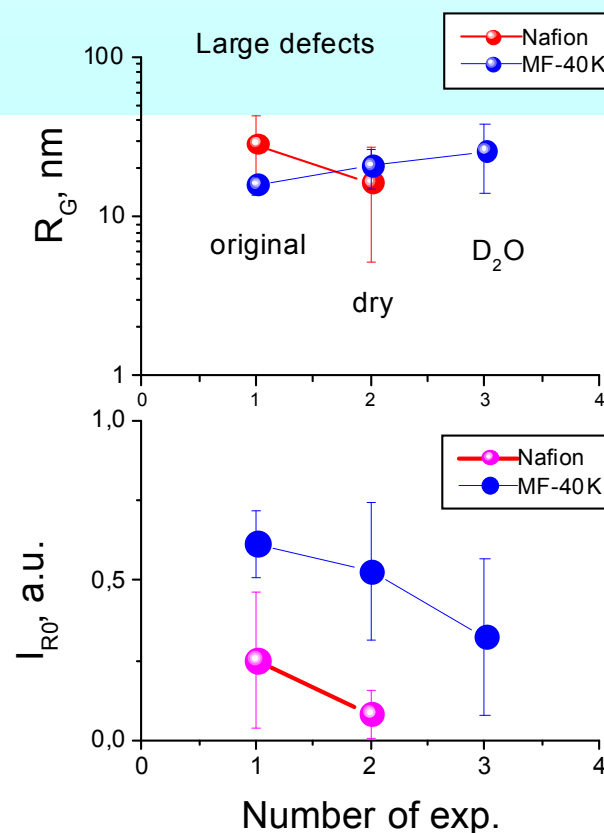 Large defects
Nafion
MF-40K
100
10
1
R_G, nm
original
dry
D₂O
0 1 2 3 4
Nafion
MF-40K
1,0
0,5
0,0
I_R0, a.u.
0 1 2 3 4
Number of exp.